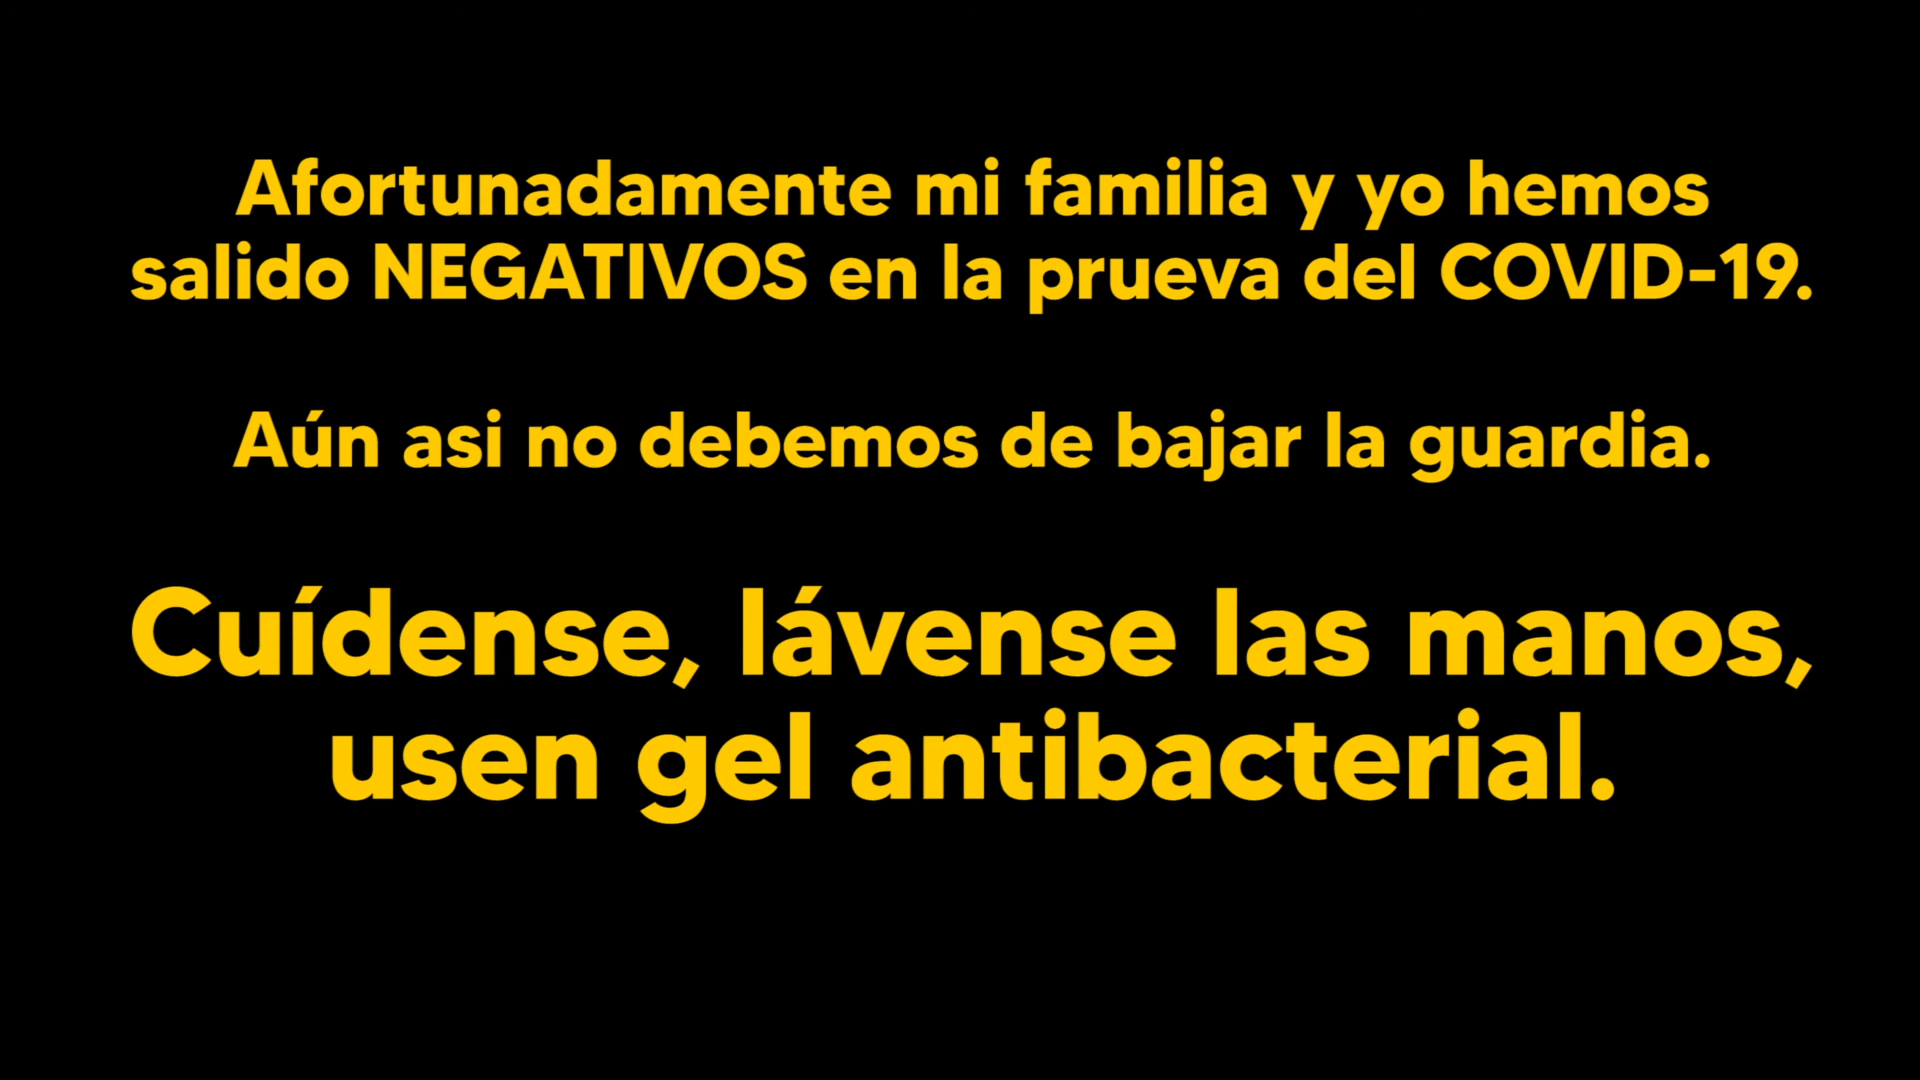 Afortunadamente mi familia y yo hemos
salido NEGATIVOS en la prueva del COVID-19.
Aún asi no debemos de bajar la guardia.
Cuídense, lávense las manos,
usen gel antibacterial.